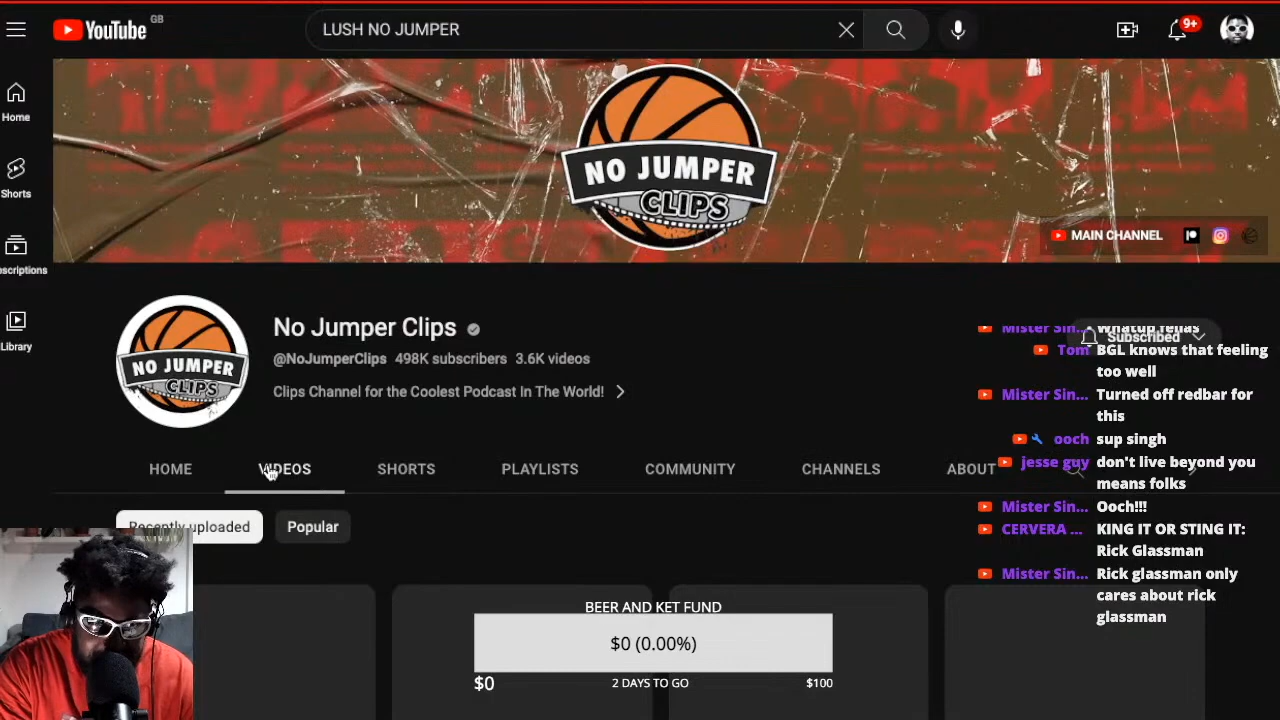 YouTube
GB
LUSH NO JUMPER
9+
Home
Shorts
scriptions
Library
NO JUMPER
CLIPS
MAIN CHANNEL
NO JUMPER
CLIPS
No Jumper Clips
@NoJumperClips 498K subscribers 3.6K videos
Clips Channel for the Coolest Podcast In The World!
Subscribed
HOME
VIDEOS
SHORTS
PLAYLISTS
COMMUNITY
CHANNELS
ABOUT
Recently uploaded
Popular
Mister Sin... Whatup fellas
Tom BGL knows that feeling
too well
Mister Sin... Turned off redbar for
this
ooch sup singh
jesse guy don't live beyond you
means folks
Mister Sin... Ooch!!!
CERVERA ... KING IT OR STING IT:
Rick Glassman
Mister Sin... Rick glassman only
cares about rick
glassman
BEER AND KET FUND
$0 (0.00%)
$0
2 DAYS TO GO
$100